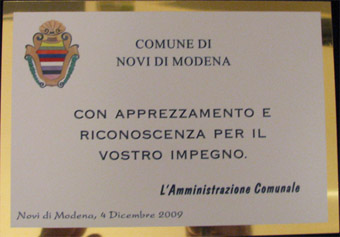 COMUNE DI
NOVI DI MODENA
CON APPREZZAMENTO E
RICONOSCENZA PER IL
VOSTRO IMPEGNO.
L'Amministrazione Comunale
Novi di Modena, 4 Dicembre 2009